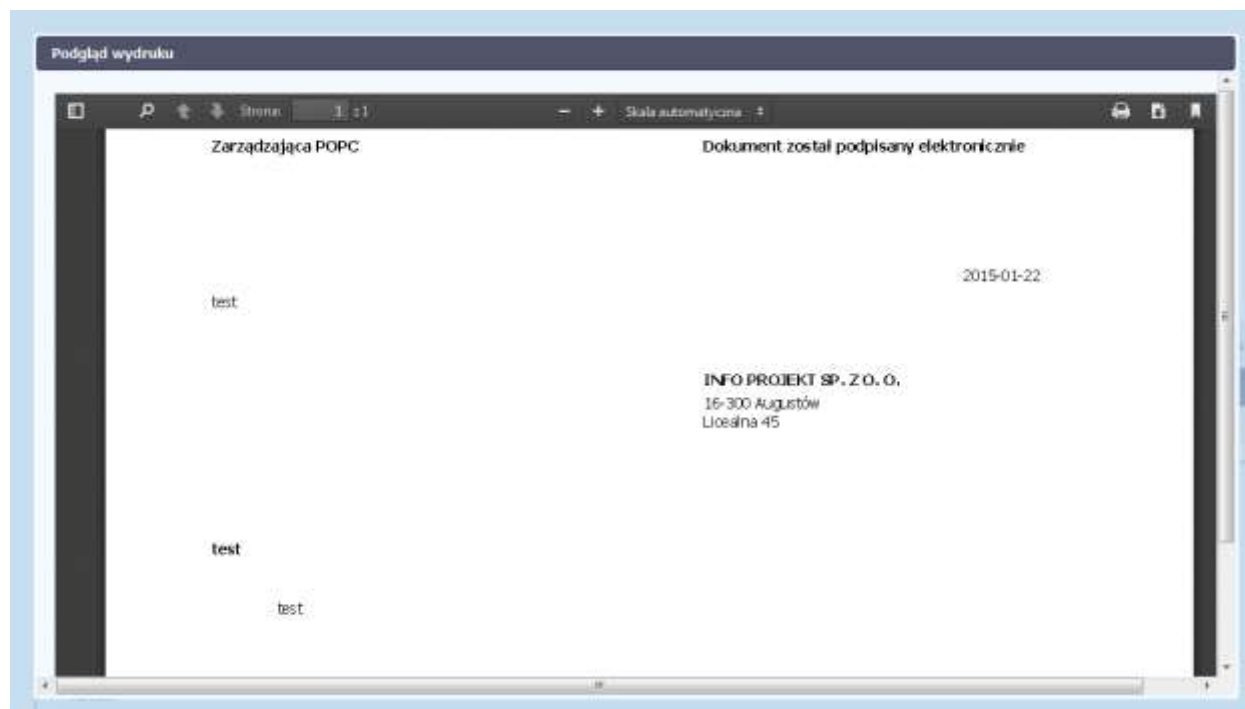 Podgląd wydruku
Strona: 1 z 1
Skala automatyczna
Zarządzająca POPC
Dokument został podpisany elektronicznie
2015-01-22
test
INFO PROJEKT SP. Z O. O.
16-300 Augustów
Licealna 45
test
test